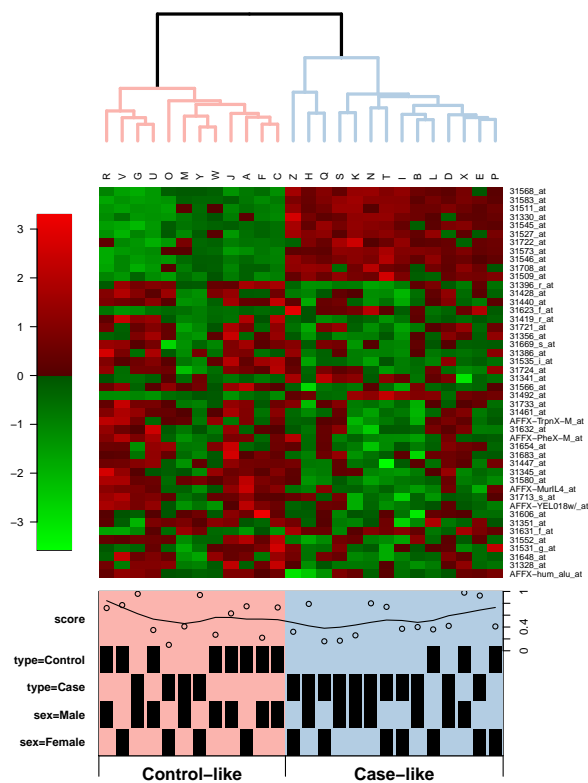 R V G U O M Y W J A F C Z H Q S K N T I B L D X E P
31568_at
31583_at
31511_at
31330_at
31545_at
31527_at
31722_at
31573_at
31546_at
31708_at
31509_at
31396_r_at
31428_at
31440_at
31623_f_at
31419_r_at
31721_at
31356_at
31669_s_at
31386_at
31535_i_at
31724_at
31341_at
31566_at
31492_at
31733_at
31461_at
AFFX-TrpnX-M_at
31632_at
AFFX-PheX-M_at
31654_at
31683_at
31447_at
31345_at
31580_at
AFFX-MurIL4_at
31713_s_at
AFFX-YEL018w/_at
31606_at
31351_at
31631_f_at
31552_at
31531_g_at
31648_at
31328_at
AFFX-hum_alu_at
3
2
1
0
−1
−2
−3
score
0 0.4 1
type=Control
type=Case
sex=Male
sex=Female
Control-like Case-like